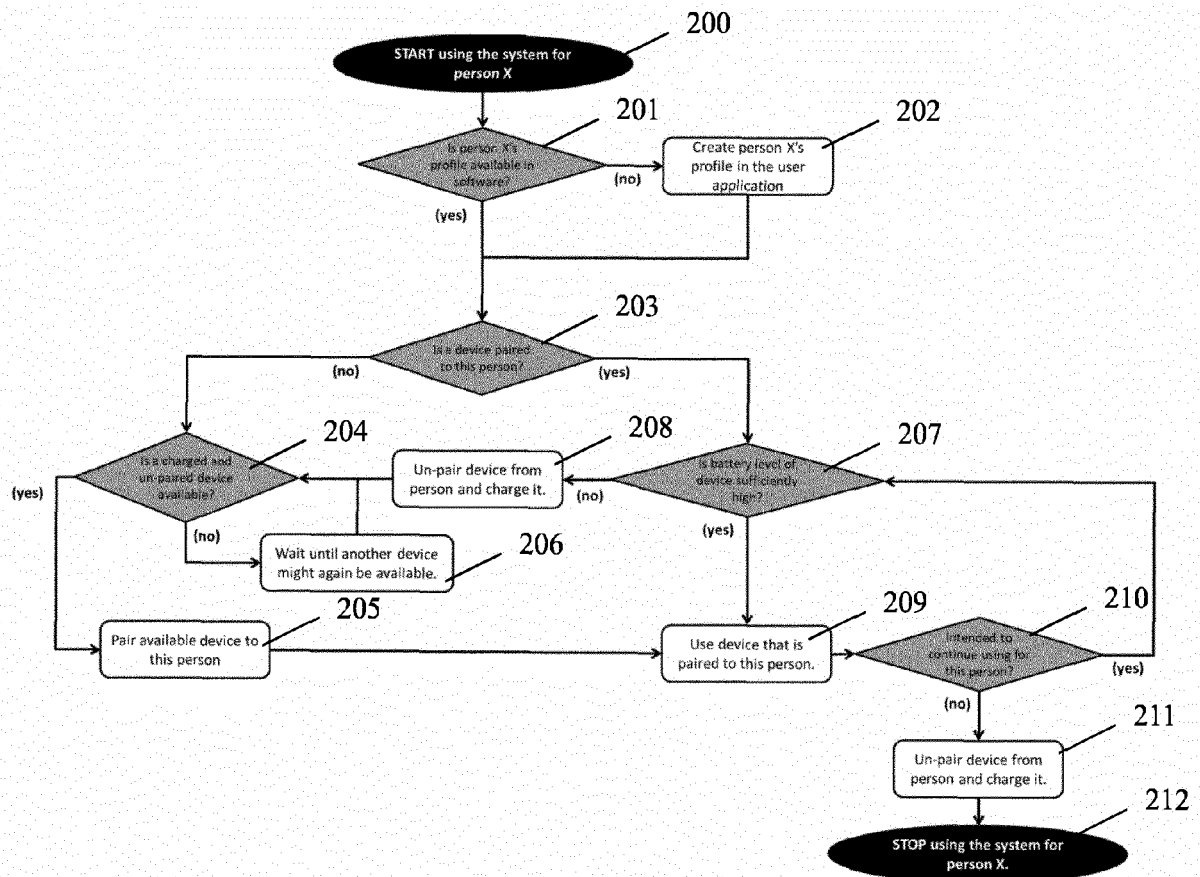 200
START using the system for
person X
201
Is person X's
profile available in
software?
202
Create person X's
profile in the user
application
(no)
(yes)
203
Is a device paired
to this person?
(no)
(yes)
204
Is a charged and
un-paired device
available?
(yes)
(no)
208
Un-pair device from
person and charge it.
207
Is battery level of
device sufficiently
high?
(no)
(yes)
206
Wait until another device
might again be available.
205
Pair available device to
this person
209
Use device that is
paired to this person.
210
Intended to
continue using for
this person?
(yes)
(no)
211
Un-pair device from
person and charge it.
212
STOP using the system for
person X.